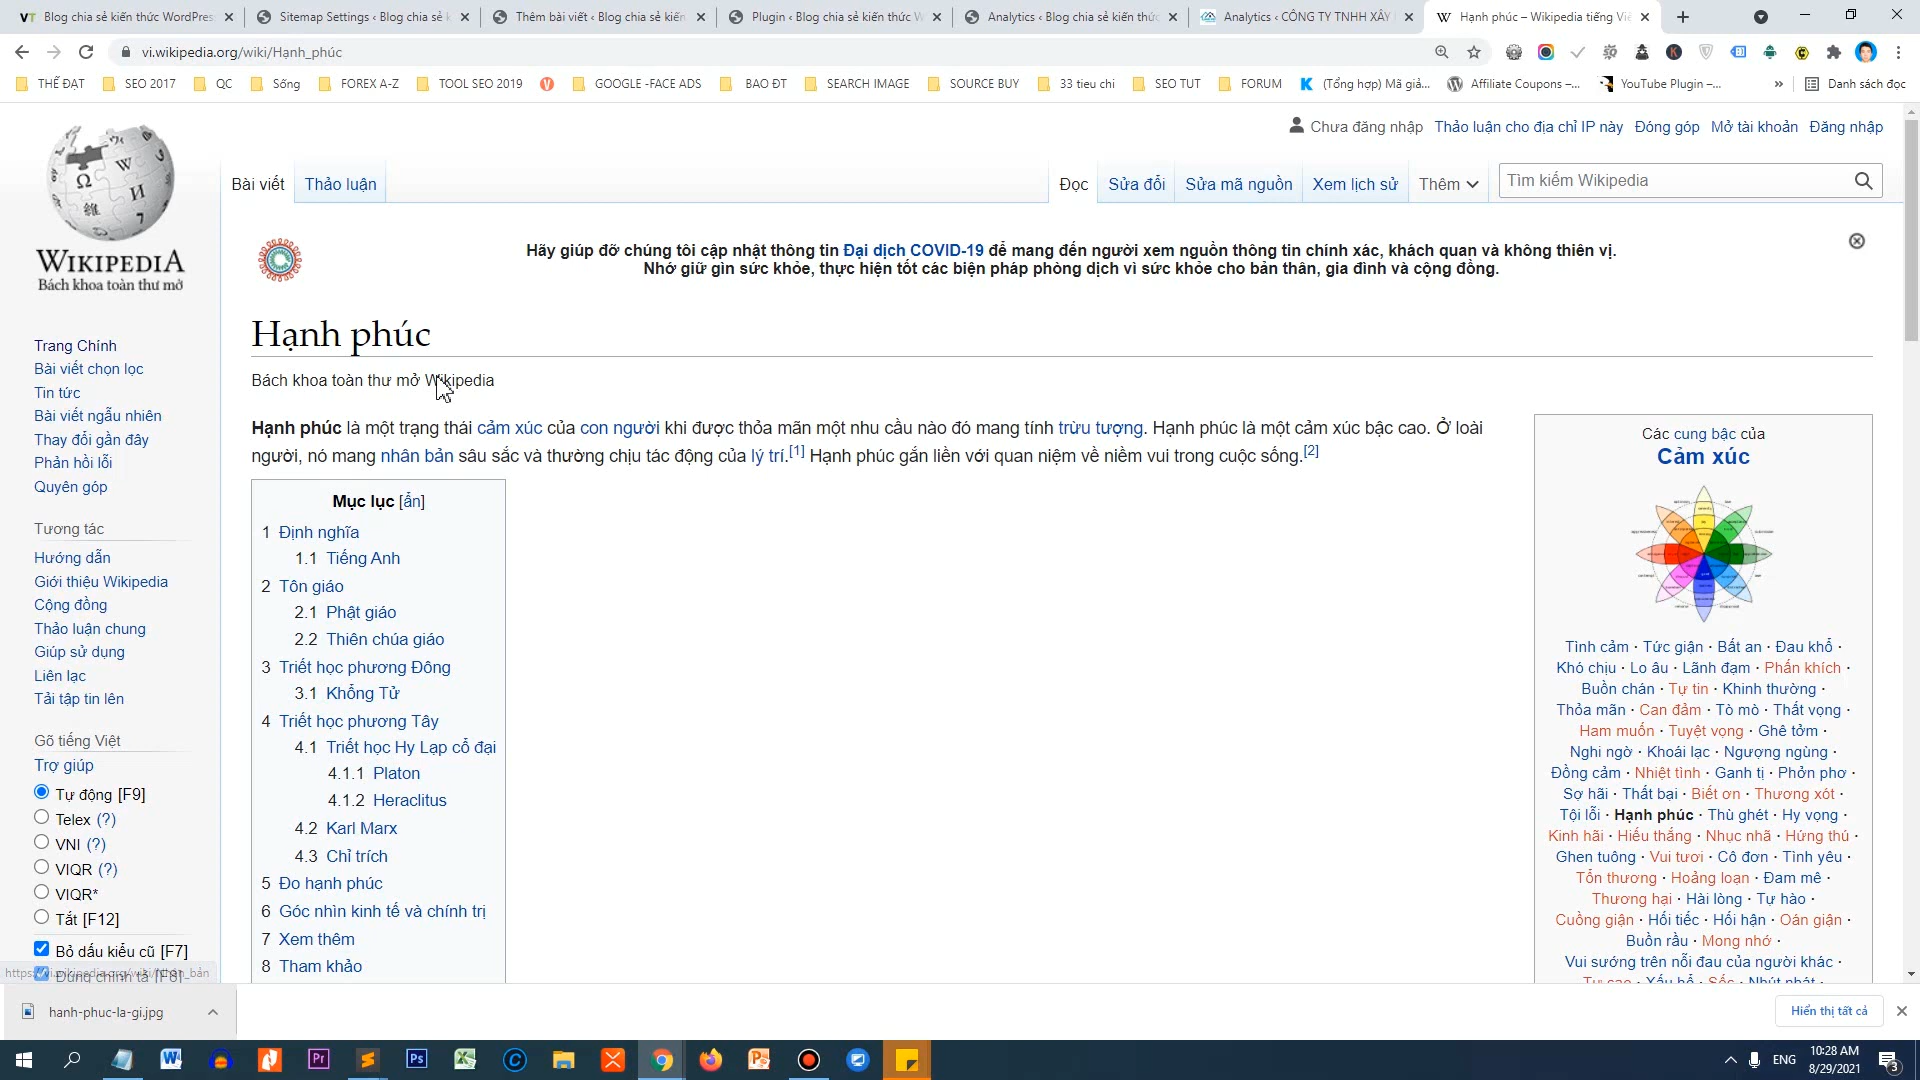 Blog chia sẻ kiến thức WordPres
Sitemap Settings ‹ Blog chia sẻ k
Thêm bài viết ‹ Blog chia sẻ kiến
Plugin ‹ Blog chia sẻ kiến thức W
Analytics ‹ Blog chia sẻ kiến thức
Analytics ‹ CÔNG TY TNHH XÂY
Hạnh phúc – Wikipedia tiếng Việ
vi.wikipedia.org/wiki/Hạnh_phúc
THẾ ĐẠT
SEO 2017
QC
Sống
FOREX A-Z
TOOL SEO 2019
GOOGLE -FACE ADS
BAO ĐT
SEARCH IMAGE
SOURCE BUY
33 tieu chi
SEO TUT
FORUM
(Tổng hợp) Mã giả...
Affiliate Coupons –...
YouTube Plugin –...
»
Danh sách đọc
Chưa đăng nhập
Thảo luận cho địa chỉ IP này
Đóng góp
Mở tài khoản
Đăng nhập
WIKIPEDIA
Bách khoa toàn thư mở
Bài viết
Thảo luận
Đọc
Sửa đổi
Sửa mã nguồn
Xem lịch sử
Thêm
Tìm kiếm Wikipedia
Hãy giúp đỡ chúng tôi cập nhật thông tin Đại dịch COVID-19 để mang đến người xem nguồn thông tin chính xác, khách quan và không thiên vị.
Nhớ giữ gìn sức khỏe, thực hiện tốt các biện pháp phòng dịch vì sức khỏe cho bản thân, gia đình và cộng đồng.
Hạnh phúc
Bách khoa toàn thư mở Wikipedia
Hạnh phúc là một trạng thái cảm xúc của con người khi được thỏa mãn một nhu cầu nào đó mang tính trừu tượng. Hạnh phúc là một cảm xúc bậc cao. Ở loài
người, nó mang nhân bản sâu sắc và thường chịu tác động của lý trí.[1] Hạnh phúc gắn liền với quan niệm về niềm vui trong cuộc sống.[2]
Mục lục [ẩn]
1 Định nghĩa
1.1 Tiếng Anh
2 Tôn giáo
2.1 Phật giáo
2.2 Thiên chúa giáo
3 Triết học phương Đông
3.1 Khổng Tử
4 Triết học phương Tây
4.1 Triết học Hy Lạp cổ đại
4.1.1 Platon
4.1.2 Heraclitus
4.2 Karl Marx
4.3 Chỉ trích
5 Đo hạnh phúc
6 Góc nhìn kinh tế và chính trị
7 Xem thêm
8 Tham khảo
Trang Chính
Bài viết chọn lọc
Tin tức
Bài viết ngẫu nhiên
Thay đổi gần đây
Phản hồi lỗi
Quyên góp
Tương tác
Hướng dẫn
Giới thiệu Wikipedia
Cộng đồng
Thảo luận chung
Giúp sử dụng
Liên lạc
Tải tập tin lên
Gõ tiếng Việt
Trợ giúp
Tự động [F9]
Telex (?)
VNI (?)
VIQR (?)
VIQR*
Tắt [F12]
Bỏ dấu kiểu cũ [F7]
Đúng chính tả [F8]
https://vi.wikipedia.org/wiki/Nhân_bản
Các cung bậc của
Cảm xúc
Tình cảm · Tức giận · Bất an · Đau khổ ·
Khó chịu · Lo âu · Lãnh đạm · Phấn khích ·
Buồn chán · Tự tin · Khinh thường ·
Thỏa mãn · Can đảm · Tò mò · Thất vọng ·
Ham muốn · Tuyệt vọng · Ghê tởm ·
Nghi ngờ · Khoái lạc · Ngượng ngùng ·
Đồng cảm · Nhiệt tình · Ganh tị · Phởn phơ ·
Sợ hãi · Thất bại · Biết ơn · Thương xót ·
Tội lỗi · Hạnh phúc · Thù ghét · Hy vọng ·
Kinh hãi · Hiếu thắng · Nhục nhã · Hứng thú ·
Ghen tuông · Vui tươi · Cô đơn · Tình yêu ·
Tổn thương · Hoảng loạn · Đam mê ·
Thương hại · Hài lòng · Tự hào ·
Cuồng giận · Hối tiếc · Hối hận · Oán giận ·
Buồn rầu · Mong nhớ ·
Vui sướng trên nỗi đau của người khác ·
Tự cao · Xấu hổ · Sốc · Nhút nhát ·
hanh-phuc-la-gi.jpg
Hiển thị tất cả
ENG
10:28 AM
8/29/2021
3